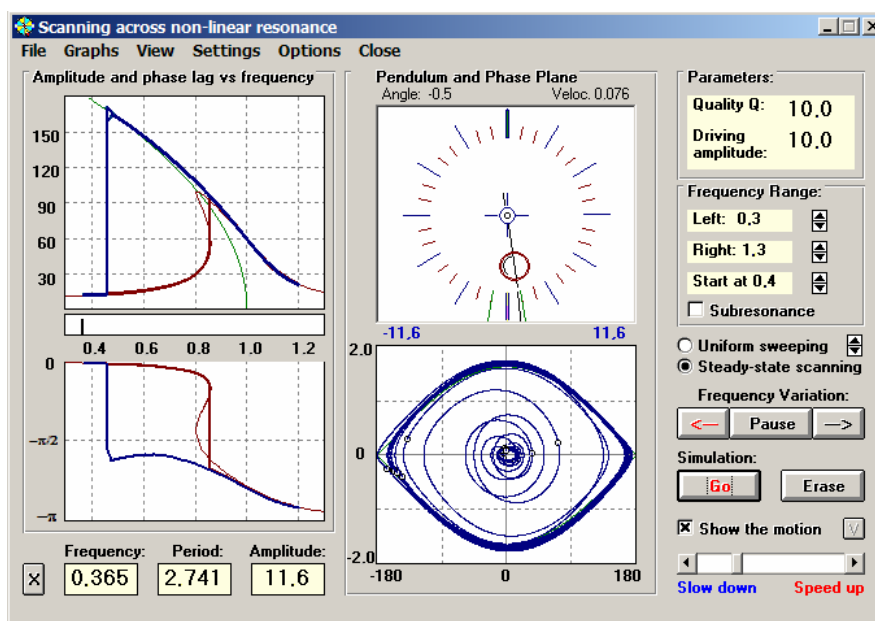 Scanning across non-linear resonance
File Graphs View Settings Options Close
Amplitude and phase lag vs frequency
150
120
90
60
30
0.4 0.6 0.8 1.0 1.2
0
-π/2
-π
Frequency: Period: Amplitude:
X 0.365 2.741 11.6
Pendulum and Phase Plane
Angle: -0.5 Veloc. 0.076
-11,6 11,6
2.0
0
-2.0
-180 0 180
Parameters:
Quality Q: 10.0
Driving
amplitude: 10.0
Frequency Range:
Left: 0.3
Right: 1.3
Start at 0.4
Subresonance
Uniform sweeping
Steady-state scanning
Frequency Variation:
<— Pause —>
Simulation:
Go Erase
Show the motion V
Slow down Speed up